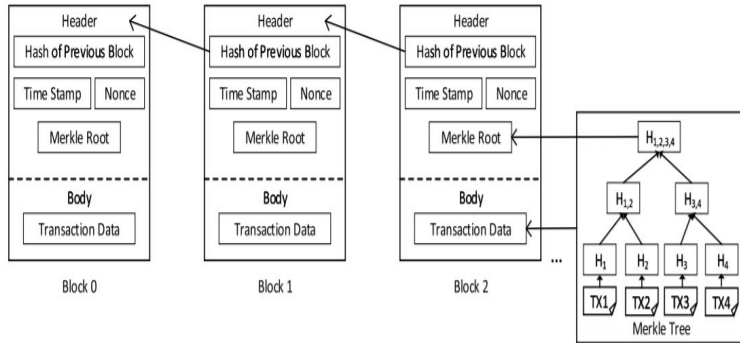 Header
Hash of Previous Block
Time Stamp
Nonce
Merkle Root
Body
Transaction Data
Block 0
Header
Hash of Previous Block
Time Stamp
Nonce
Merkle Root
Body
Transaction Data
Block 1
Header
Hash of Previous Block
Time Stamp
Nonce
Merkle Root
Body
Transaction Data
Block 2
...
H1,2,3,4
H1,2
H3,4
H1
H2
H3
H4
TX1
TX2
TX3
TX4
Merkle Tree